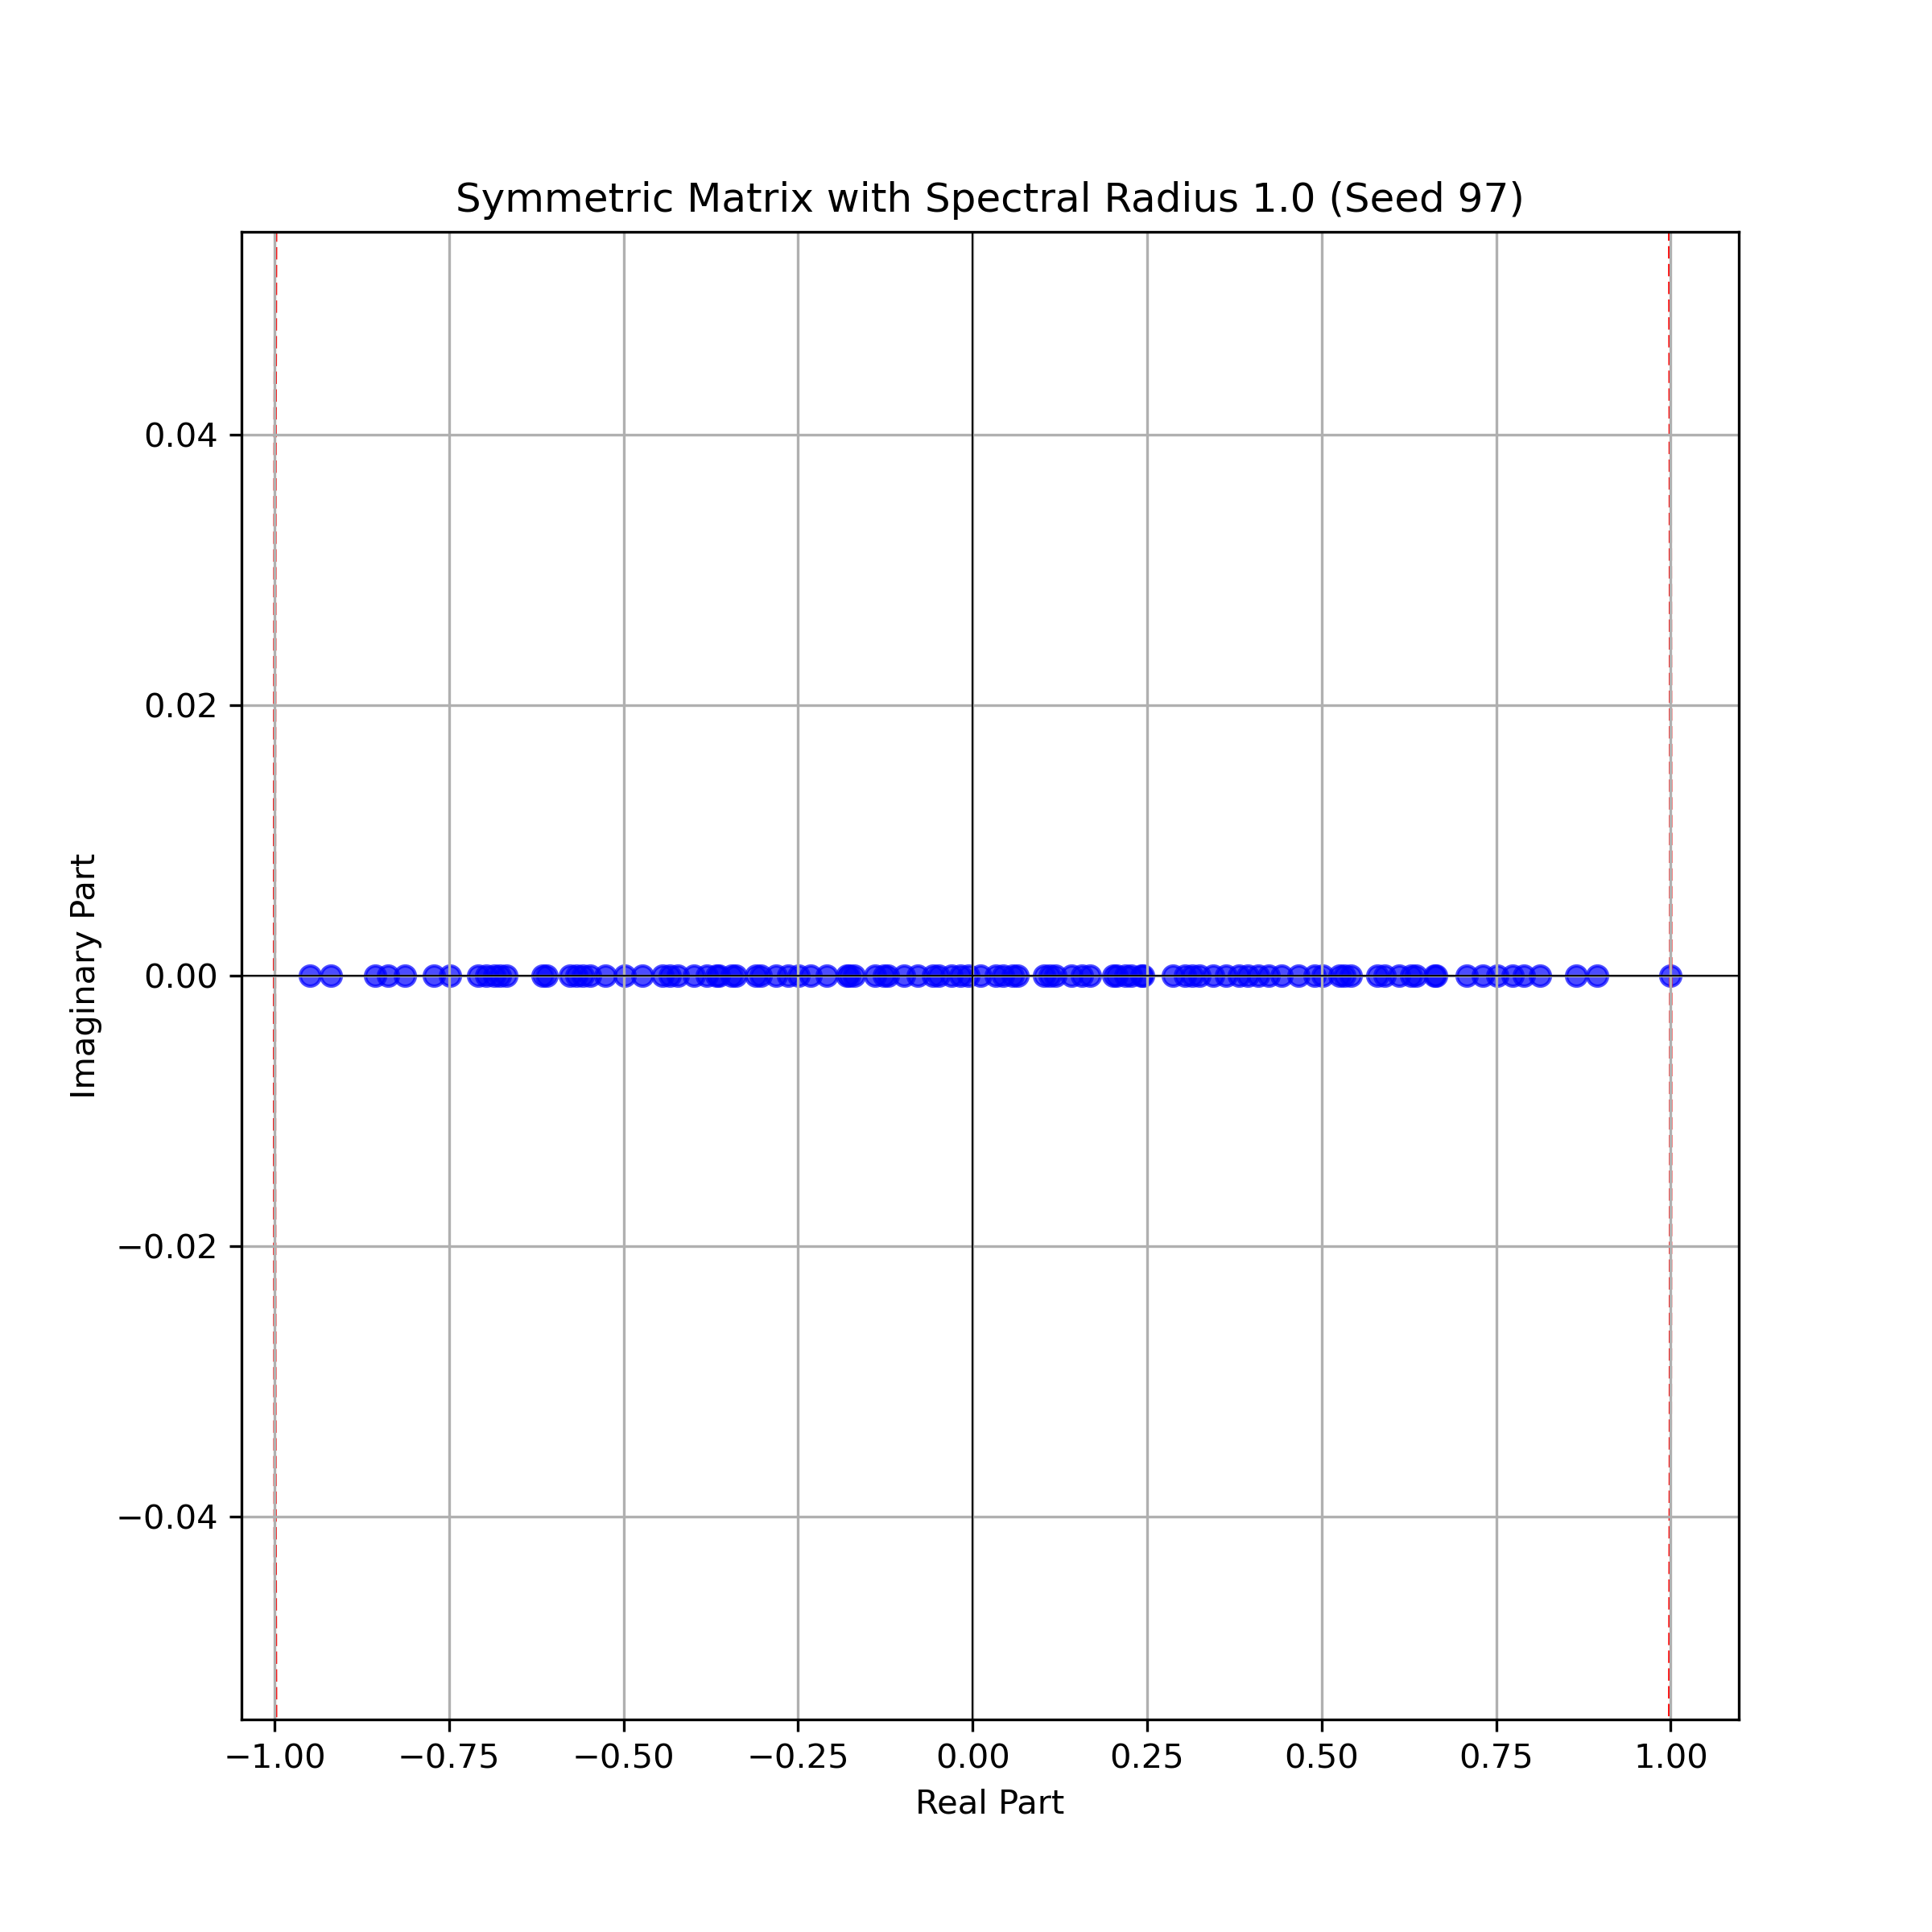 Symmetric Matrix with Spectral Radius 1.0 (Seed 97)
Imaginary Part
0.04
0.02
0.00
−0.02
−0.04
−1.00 −0.75 −0.50 −0.25 0.00 0.25 0.50 0.75 1.00
Real Part